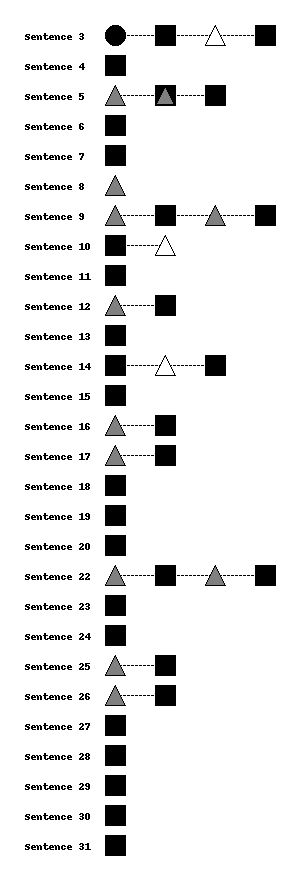 Sentence 3
Sentence 4
Sentence 5
Sentence 6
Sentence 7
Sentence 8
Sentence 9
Sentence 10
Sentence 11
Sentence 12
Sentence 13
Sentence 14
Sentence 15
Sentence 16
Sentence 17
Sentence 18
Sentence 19
Sentence 20
Sentence 22
Sentence 23
Sentence 24
Sentence 25
Sentence 26
Sentence 27
Sentence 28
Sentence 29
Sentence 30
Sentence 31